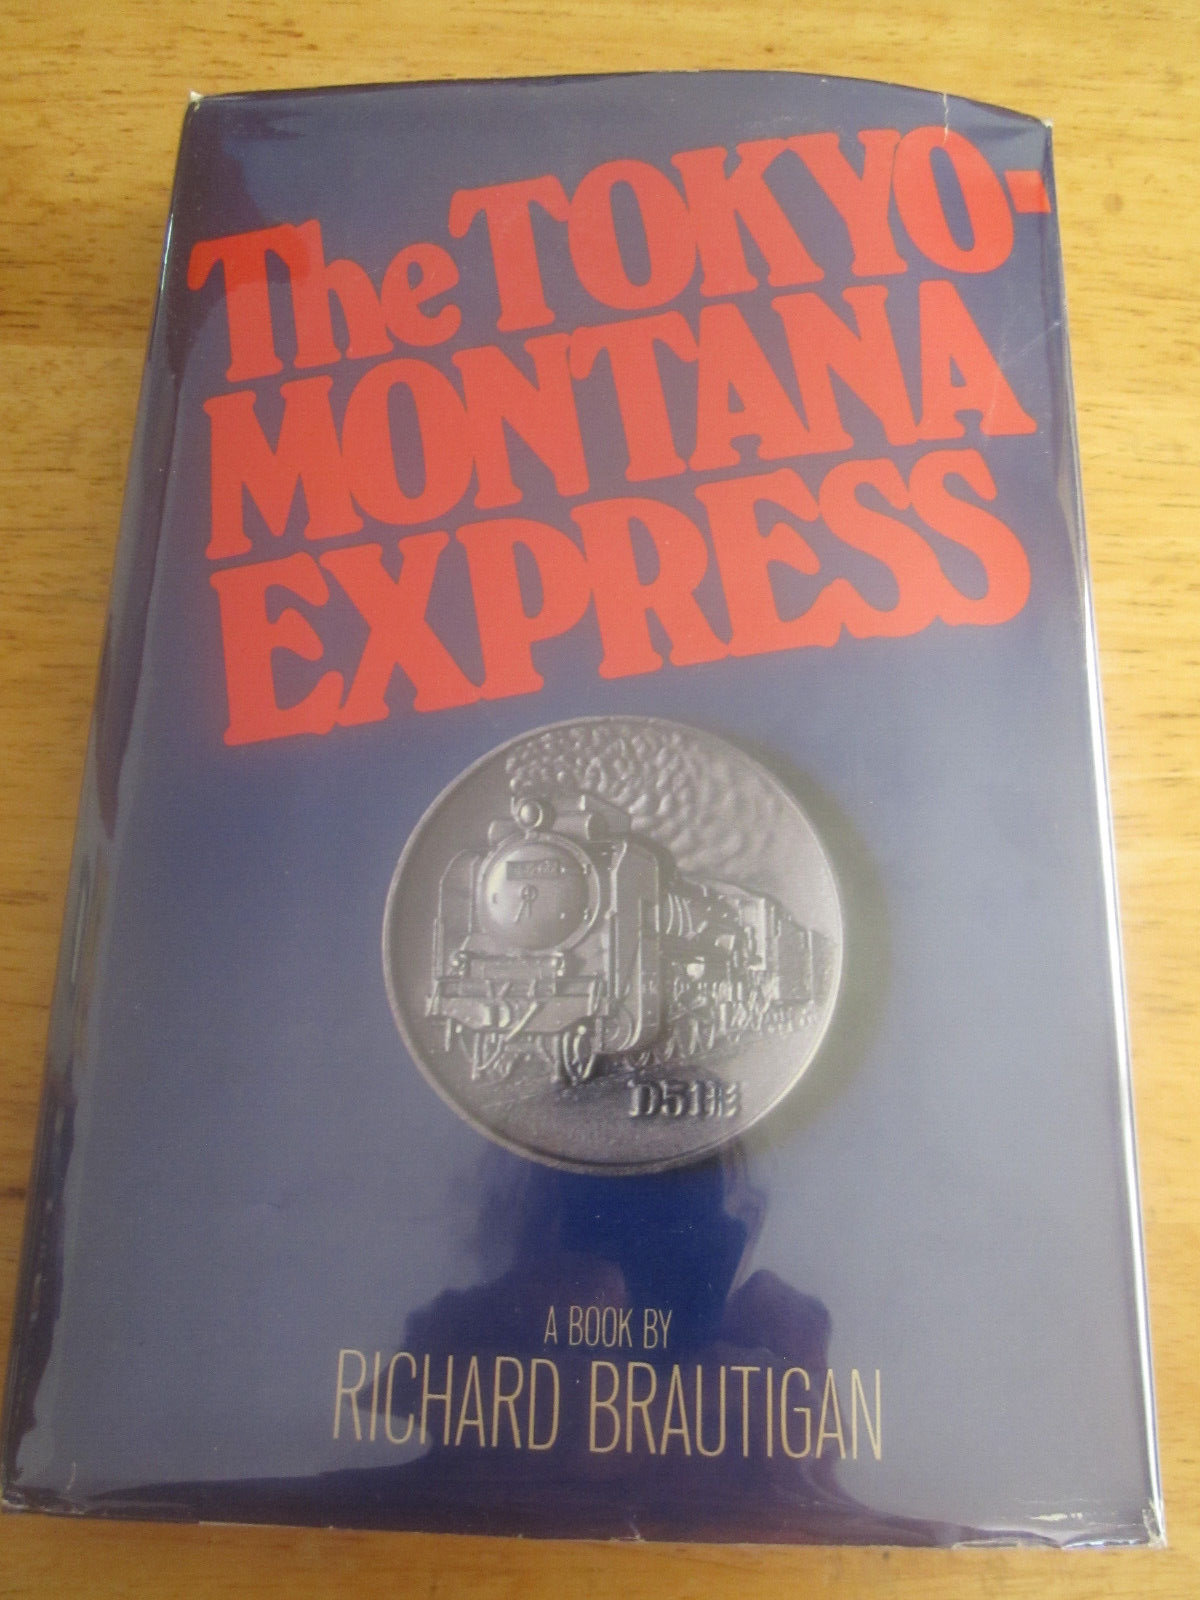 The TOKYO-
MONTANA
EXPRESS
D51
A BOOK BY
RICHARD BRAUTIGAN